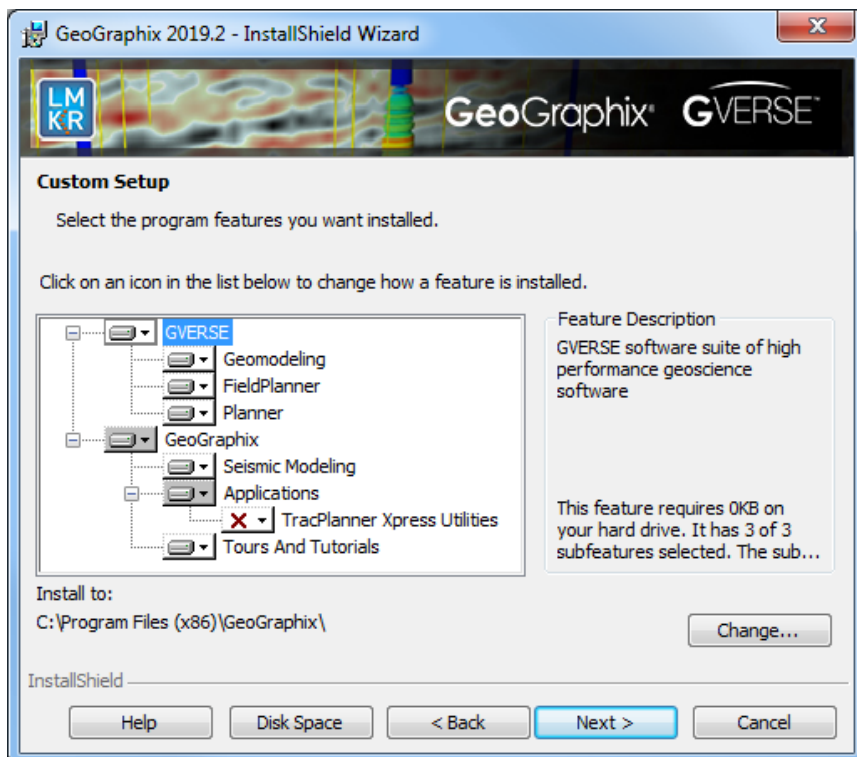 GeoGraphix 2019.2 - InstallShield Wizard
LM
KR
GeoGraphix® GVERSE™
Custom Setup
Select the program features you want installed.
Click on an icon in the list below to change how a feature is installed.
GVERSE
Geomodeling
FieldPlanner
Planner
GeoGraphix
Seismic Modeling
Applications
TracPlanner Xpress Utilities
Tours And Tutorials
Feature Description
GVERSE software suite of high
performance geoscience
software
This feature requires 0KB on
your hard drive. It has 3 of 3
subfeatures selected. The sub...
Install to:
C:\Program Files (x86)\GeoGraphix\
Change...
InstallShield
Help
Disk Space
< Back
Next >
Cancel